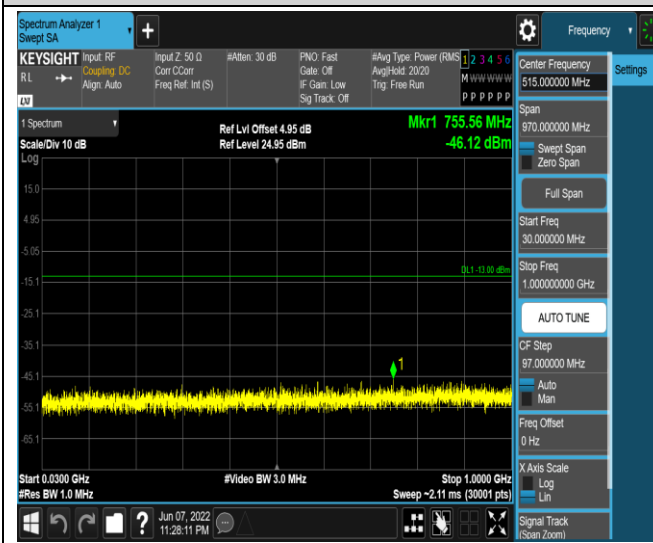 Spectrum Analyzer 1
Swept SA
+
Frequency
KEYSIGHT
RL
LXI
Input: RF
Coupling: DC
Align: Auto
Input Z: 50 Ω
Corr CCorr
Freq Ref: Int (S)
#Atten: 30 dB
PNO: Fast
Gate: Off
IF Gain: Low
Sig Track: Off
#Avg Type: Power (RMS
Avg|Hold: 20/20
Trig: Free Run
1 2 3 4 5 6
M W W W W W
P P P P P P
1 Spectrum
Scale/Div 10 dB
Log
Ref Lvl Offset 4.95 dB
Ref Level 24.95 dBm
Mkr1 755.56 MHz
-46.12 dBm
15.0
4.95
-5.05
-15.1
-25.1
-35.1
-45.1
-55.1
-65.1
DL1 -13.00 dBm
1
Start 0.0300 GHz
#Res BW 1.0 MHz
#Video BW 3.0 MHz
Stop 1.0000 GHz
Sweep ~2.11 ms (30001 pts)
?
Jun 07, 2022
11:28:11 PM
Center Frequency
515.000000 MHz
Settings
Span
970.000000 MHz
Swept Span
Zero Span
Full Span
Start Freq
30.000000 MHz
Stop Freq
1.000000000 GHz
AUTO TUNE
CF Step
97.000000 MHz
Auto
Man
Freq Offset
0 Hz
X Axis Scale
Log
Lin
Signal Track
(Span Zoom)